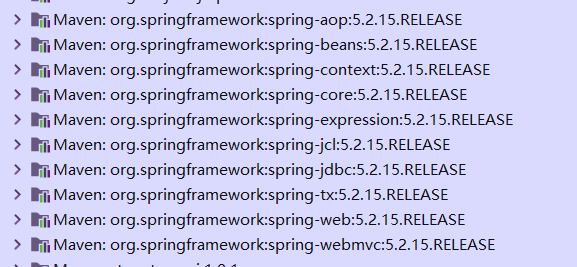 Maven: org.springframework:spring-aop:5.2.15.RELEASE
Maven: org.springframework:spring-beans:5.2.15.RELEASE
Maven: org.springframework:spring-context:5.2.15.RELEASE
Maven: org.springframework:spring-core:5.2.15.RELEASE
Maven: org.springframework:spring-expression:5.2.15.RELEASE
Maven: org.springframework:spring-jcl:5.2.15.RELEASE
Maven: org.springframework:spring-jdbc:5.2.15.RELEASE
Maven: org.springframework:spring-tx:5.2.15.RELEASE
Maven: org.springframework:spring-web:5.2.15.RELEASE
Maven: org.springframework:spring-webmvc:5.2.15.RELEASE